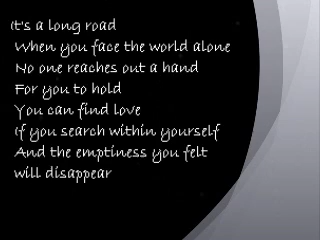 It's a long road
When you face the world alone
No one reaches out a hand
For you to hold
You can find love
If you search within yourself
And the emptiness you felt
will disappear